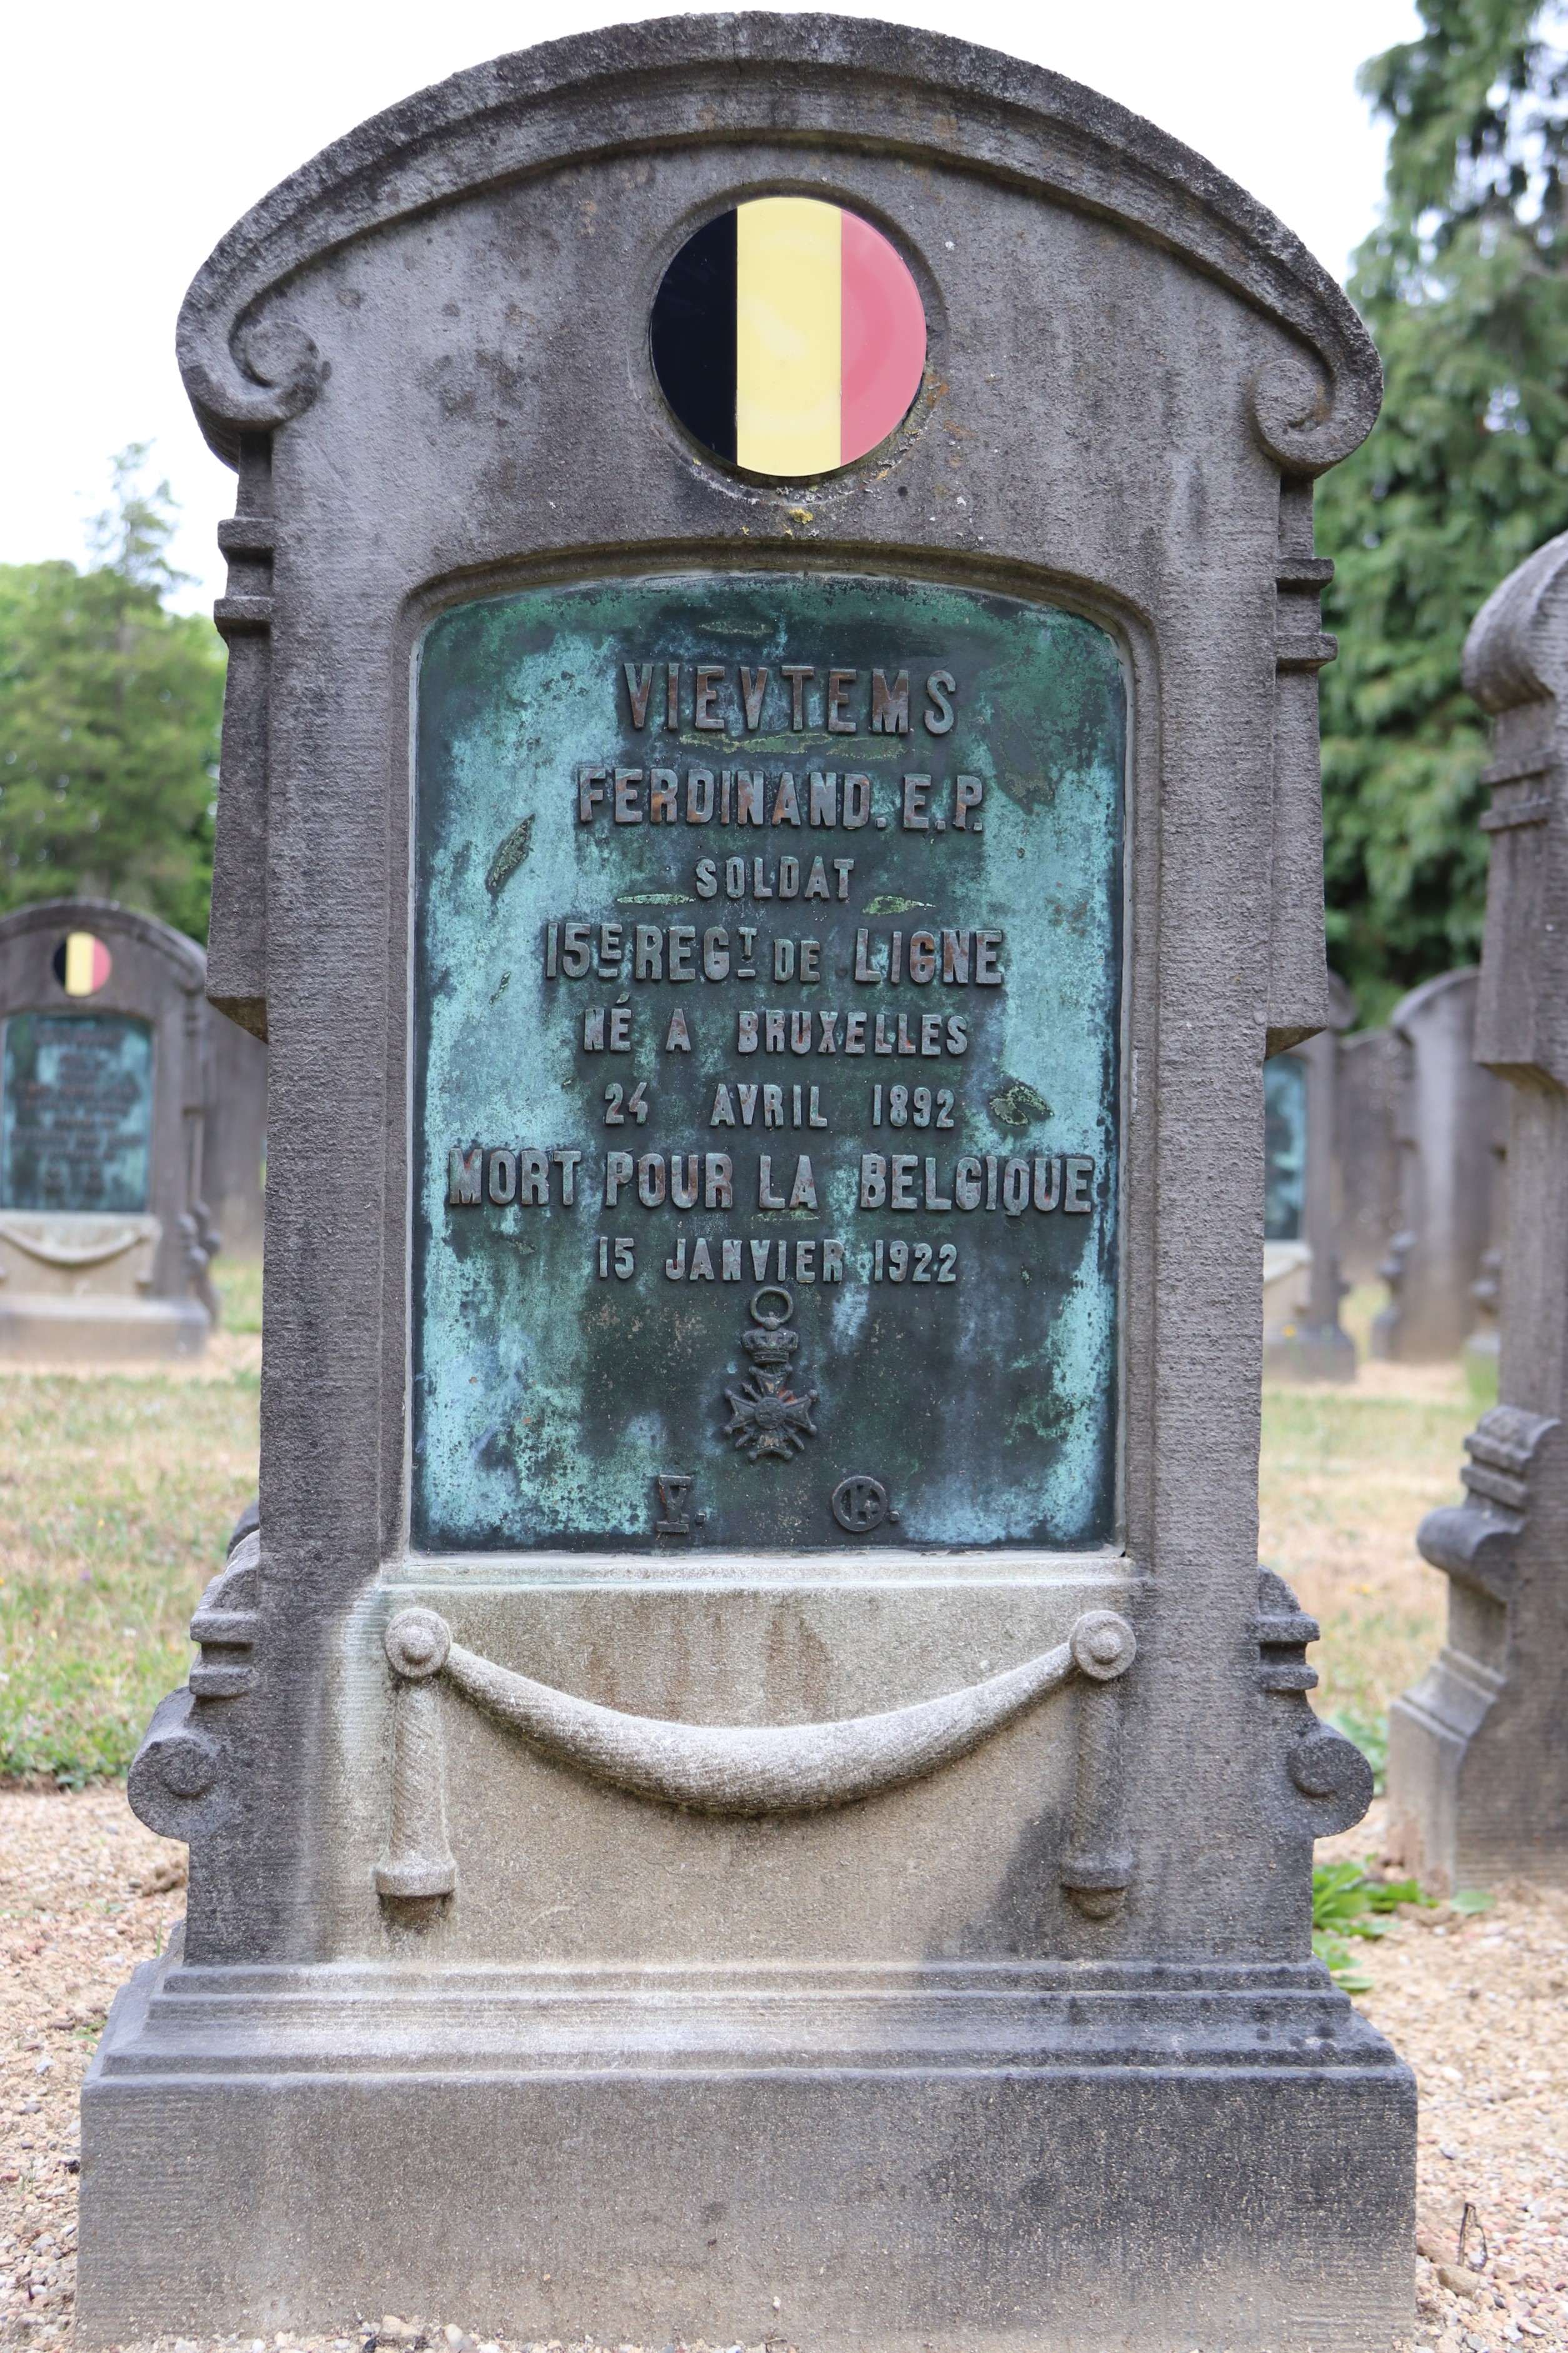 VIEVTEMS
FERDINAND. E.P.
SOLDAT
15E REGT DE LIGNE
NÉ A BRUXELLES
24 AVRIL 1892
MORT POUR LA BELGIQUE
15 JANVIER 1922